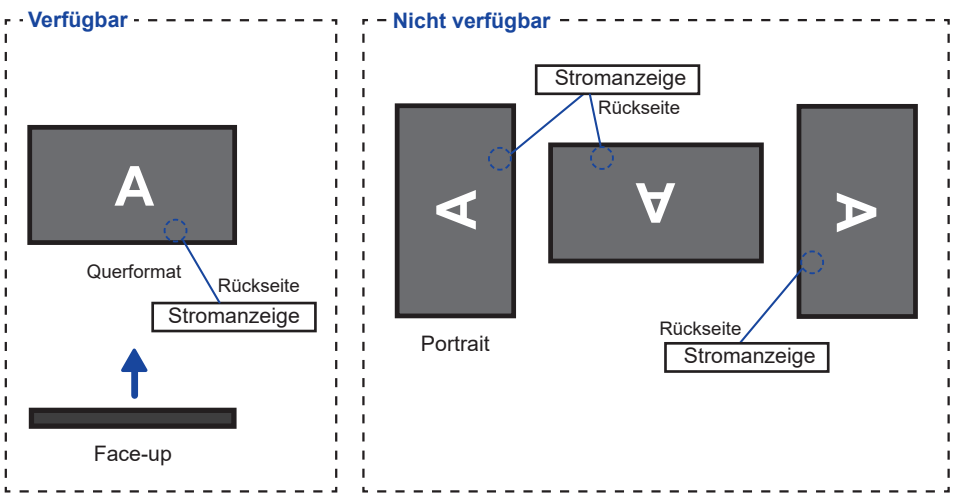 Verfügbar
A
Querformat
Rückseite
Stromanzeige
Face-up
Nicht verfügbar
Stromanzeige
Rückseite
A
A
A
Portrait
Rückseite
Stromanzeige